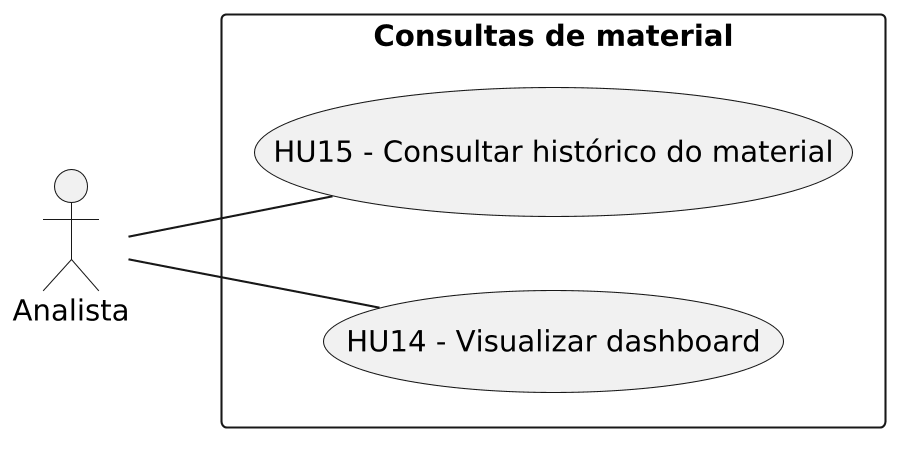 Consultas de material
HU15 - Consultar histórico do material
Analista
HU14 - Visualizar dashboard